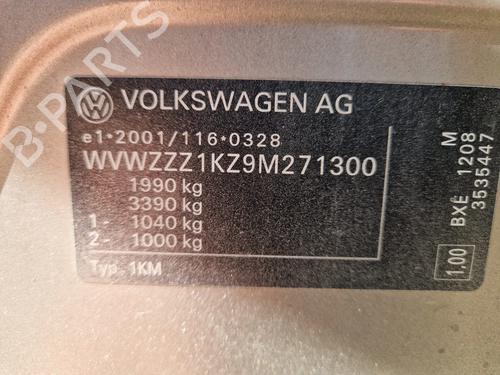 B-PARTS
VOLKSWAGEN AG
e1*2001/116*0328
WVWZZZ1KZ9M271300
1990 kg
3390 kg
1- 1040 kg
2- 1000 kg
Typ: 1KM
1.00 BXE 1208 M
3535447